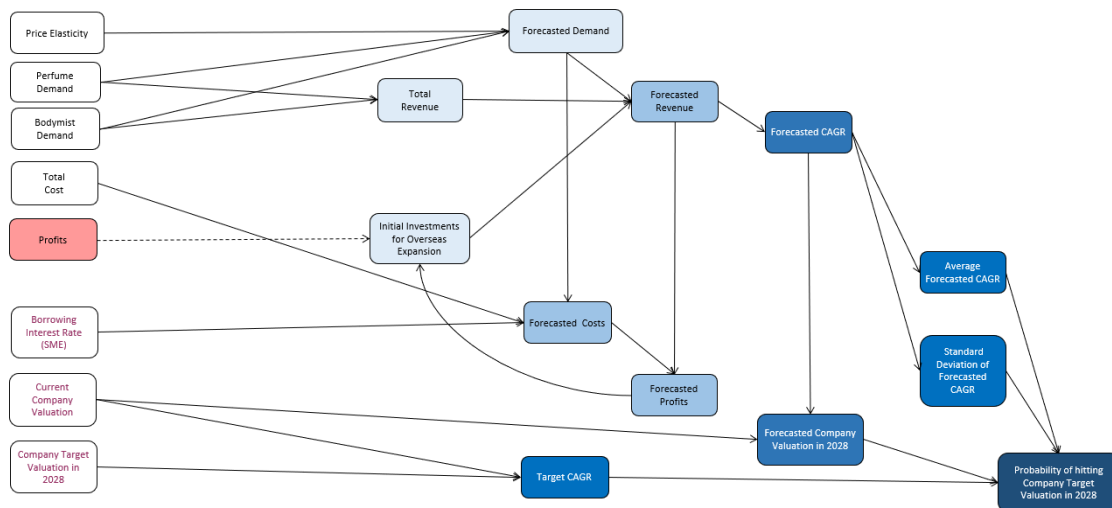 Price Elasticity
Perfume
Demand
Bodymist
Demand
Total
Cost
Profits
Borrowing
Interest Rate
(SME)
Current
Company
Valuation
Company Target
Valuation in
2028
Forecasted Demand
Total
Revenue
Initial Investments
for Overseas
Expansion
Forecasted Costs
Target CAGR
Forecasted
Revenue
Forecasted
Profits
Forecasted CAGR
Forecasted Company
Valuation in 2028
Average
Forecasted CAGR
Standard
Deviation of
Forecasted
CAGR
Probability of hitting
Company Target
Valuation in 2028